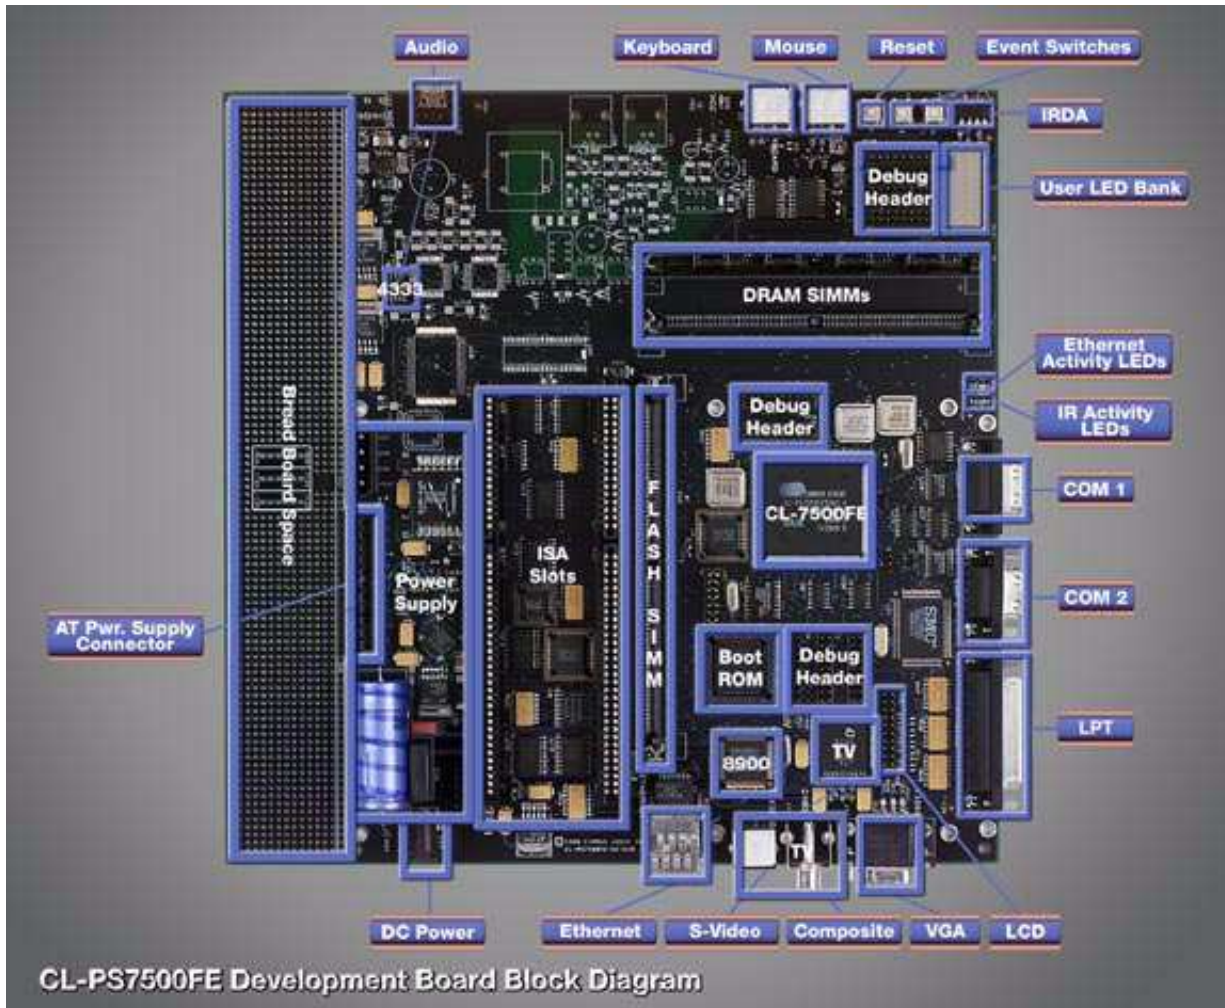 Audio
Keyboard
Mouse
Reset
Event Switches
IRDA
Debug
Header
User LED Bank
4333
DRAM SIMMs
Ethernet
Activity LEDs
IR Activity
LEDs
Debug
Header
COM 1
CL-7500FE
FLASH SIMM
ISA
Slots
Bread Board Space
Power
Supply
COM 2
AT Pwr. Supply
Connector
Boot
ROM
Debug
Header
LPT
TV
8900
DC Power
Ethernet
S-Video
Composite
VGA
LCD
CL-PS7500FE Development Board Block Diagram